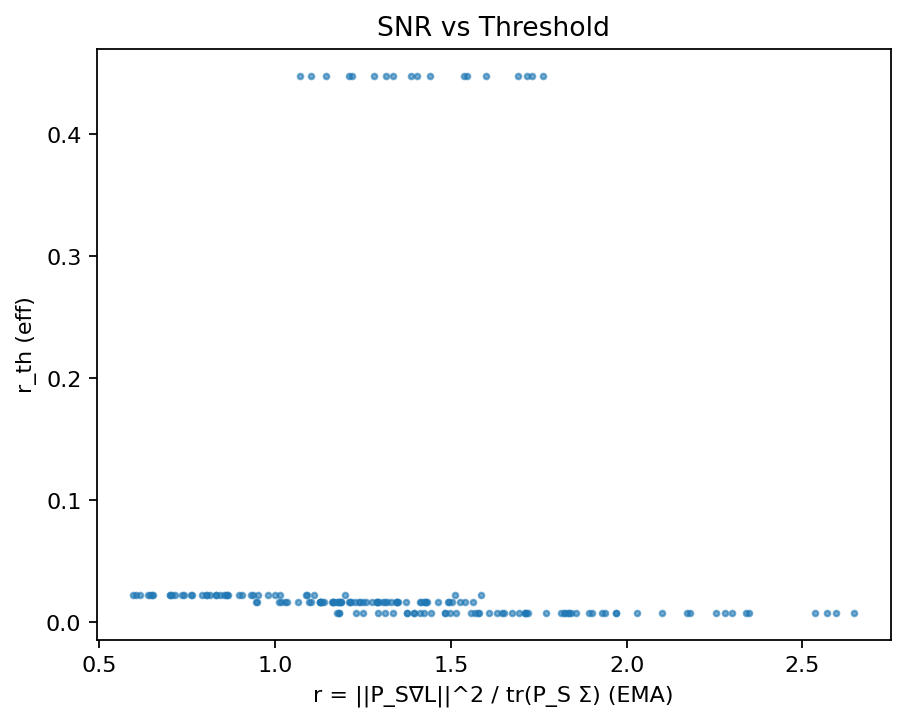 SNR vs Threshold
r_th (eff)
0.4
0.3
0.2
0.1
0.0
0.5 1.0 1.5 2.0 2.5
r = ||P_S∇L||^2 / tr(P_S Σ) (EMA)